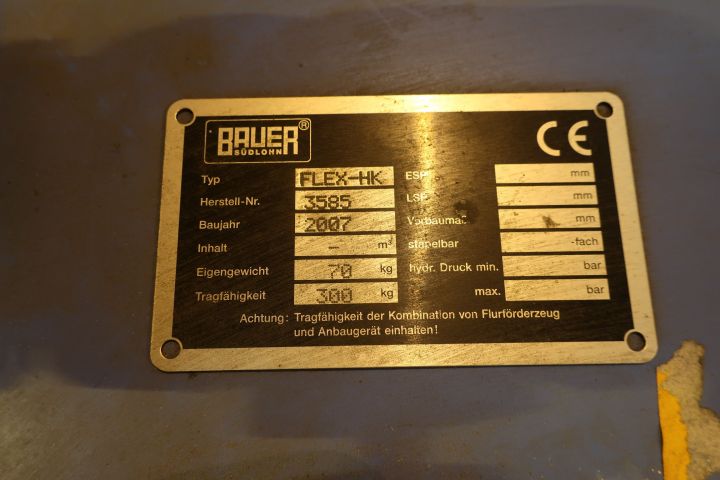 BAUER®
SÜDLOHN
CE
Typ FLEX-HK ESP mm
Herstell-Nr. 3585 LSP mm
Baujahr 2007 Vorbaumaß mm
Inhalt - m³ stapelbar -fach
Eigengewicht 70 kg hydr. Druck min. bar
Tragfähigkeit 300 kg max. bar
Achtung: Tragfähigkeit der Kombination von Flurförderzeug
und Anbaugerät einhalten!